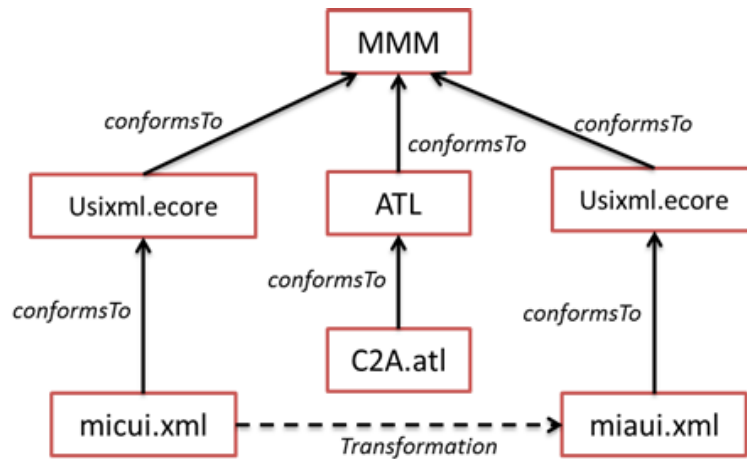 MMM
conformsTo
conformsTo
conformsTo
Usixml.ecore
ATL
Usixml.ecore
conformsTo
conformsTo
conformsTo
C2A.atl
micui.xml
miaui.xml
Transformation